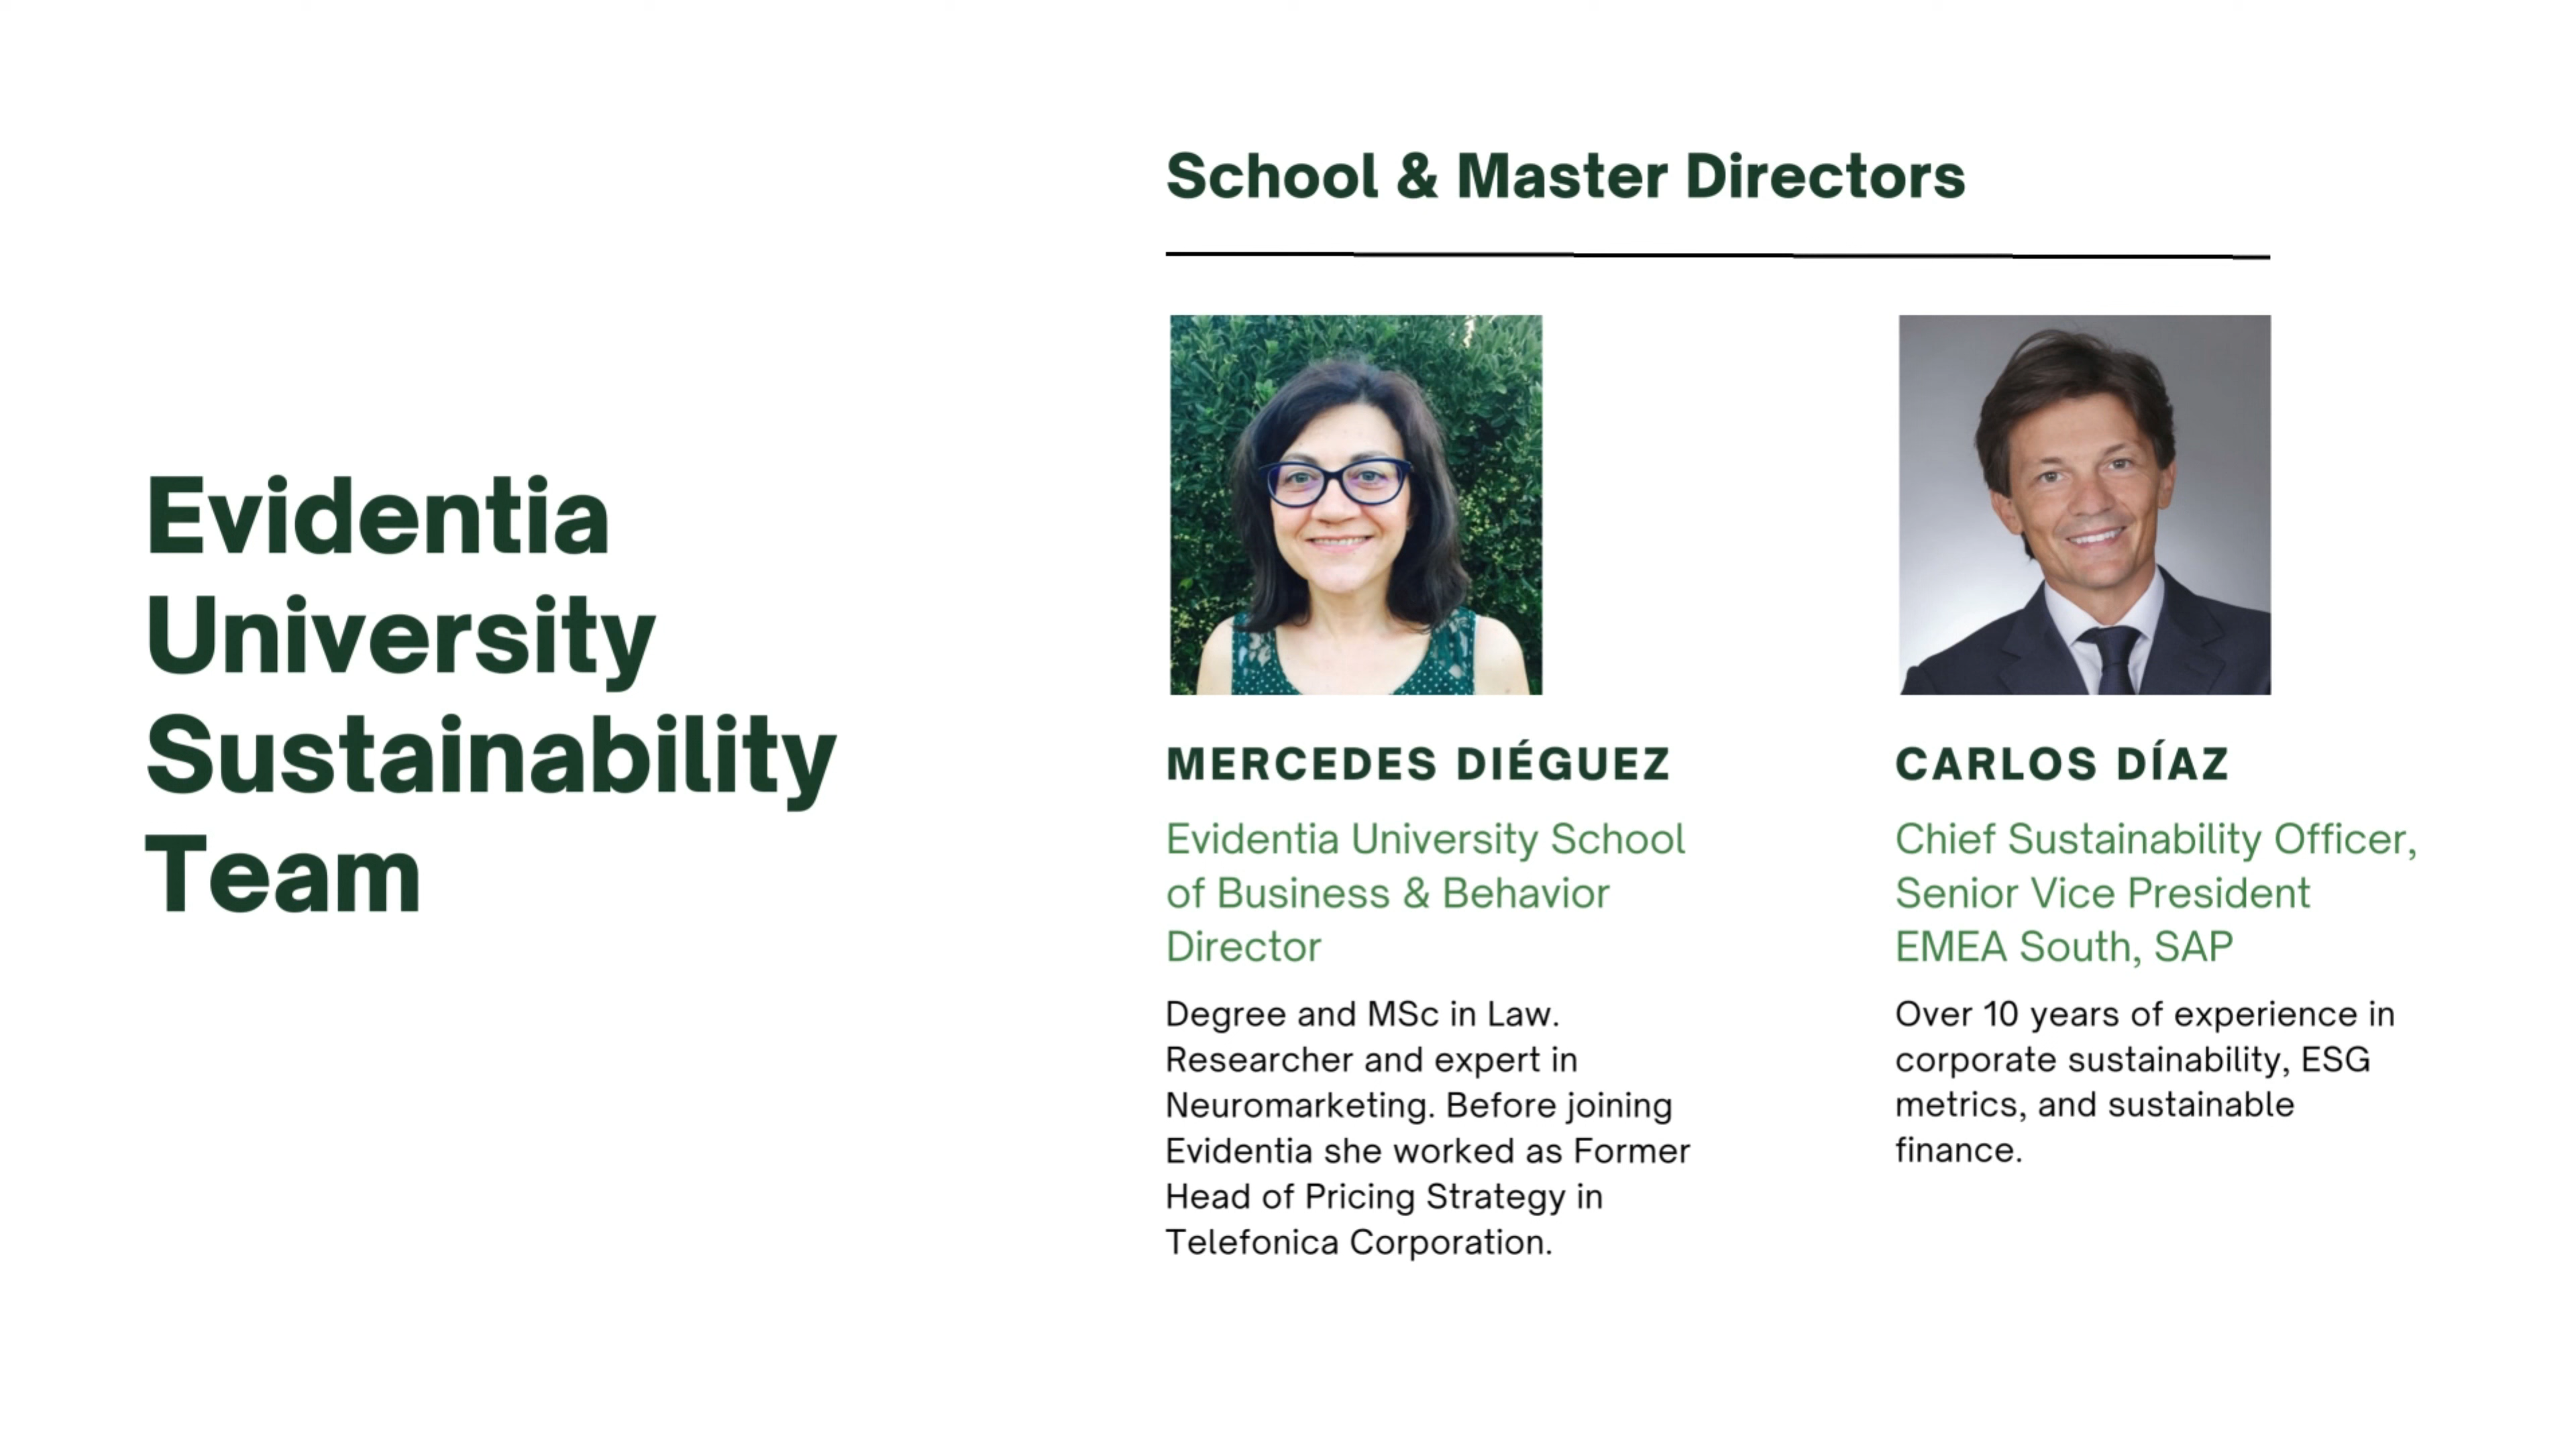 Evidentia
University
Sustainability
Team
School & Master Directors
MERCEDES DIÉGUEZ
Evidentia University School
of Business & Behavior
Director
Degree and MSc in Law.
Researcher and expert in
Neuromarketing. Before joining
Evidentia she worked as Former
Head of Pricing Strategy in
Telefonica Corporation.
CARLOS DÍAZ
Chief Sustainability Officer,
Senior Vice President
EMEA South, SAP
Over 10 years of experience in
corporate sustainability, ESG
metrics, and sustainable
finance.